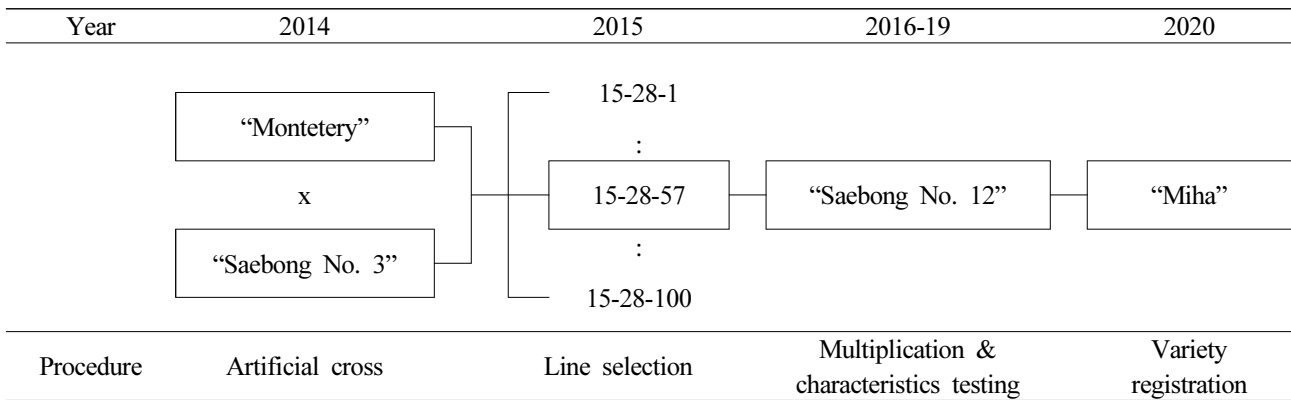 Year 2014 2015 2016-19 2020
15-28-1
“Montetery”
:
x 15-28-57 “Saebong No. 12” “Miha”
:
“Saebong No. 3”
15-28-100
Procedure Artificial cross Line selection Multiplication & characteristics testing Variety registration